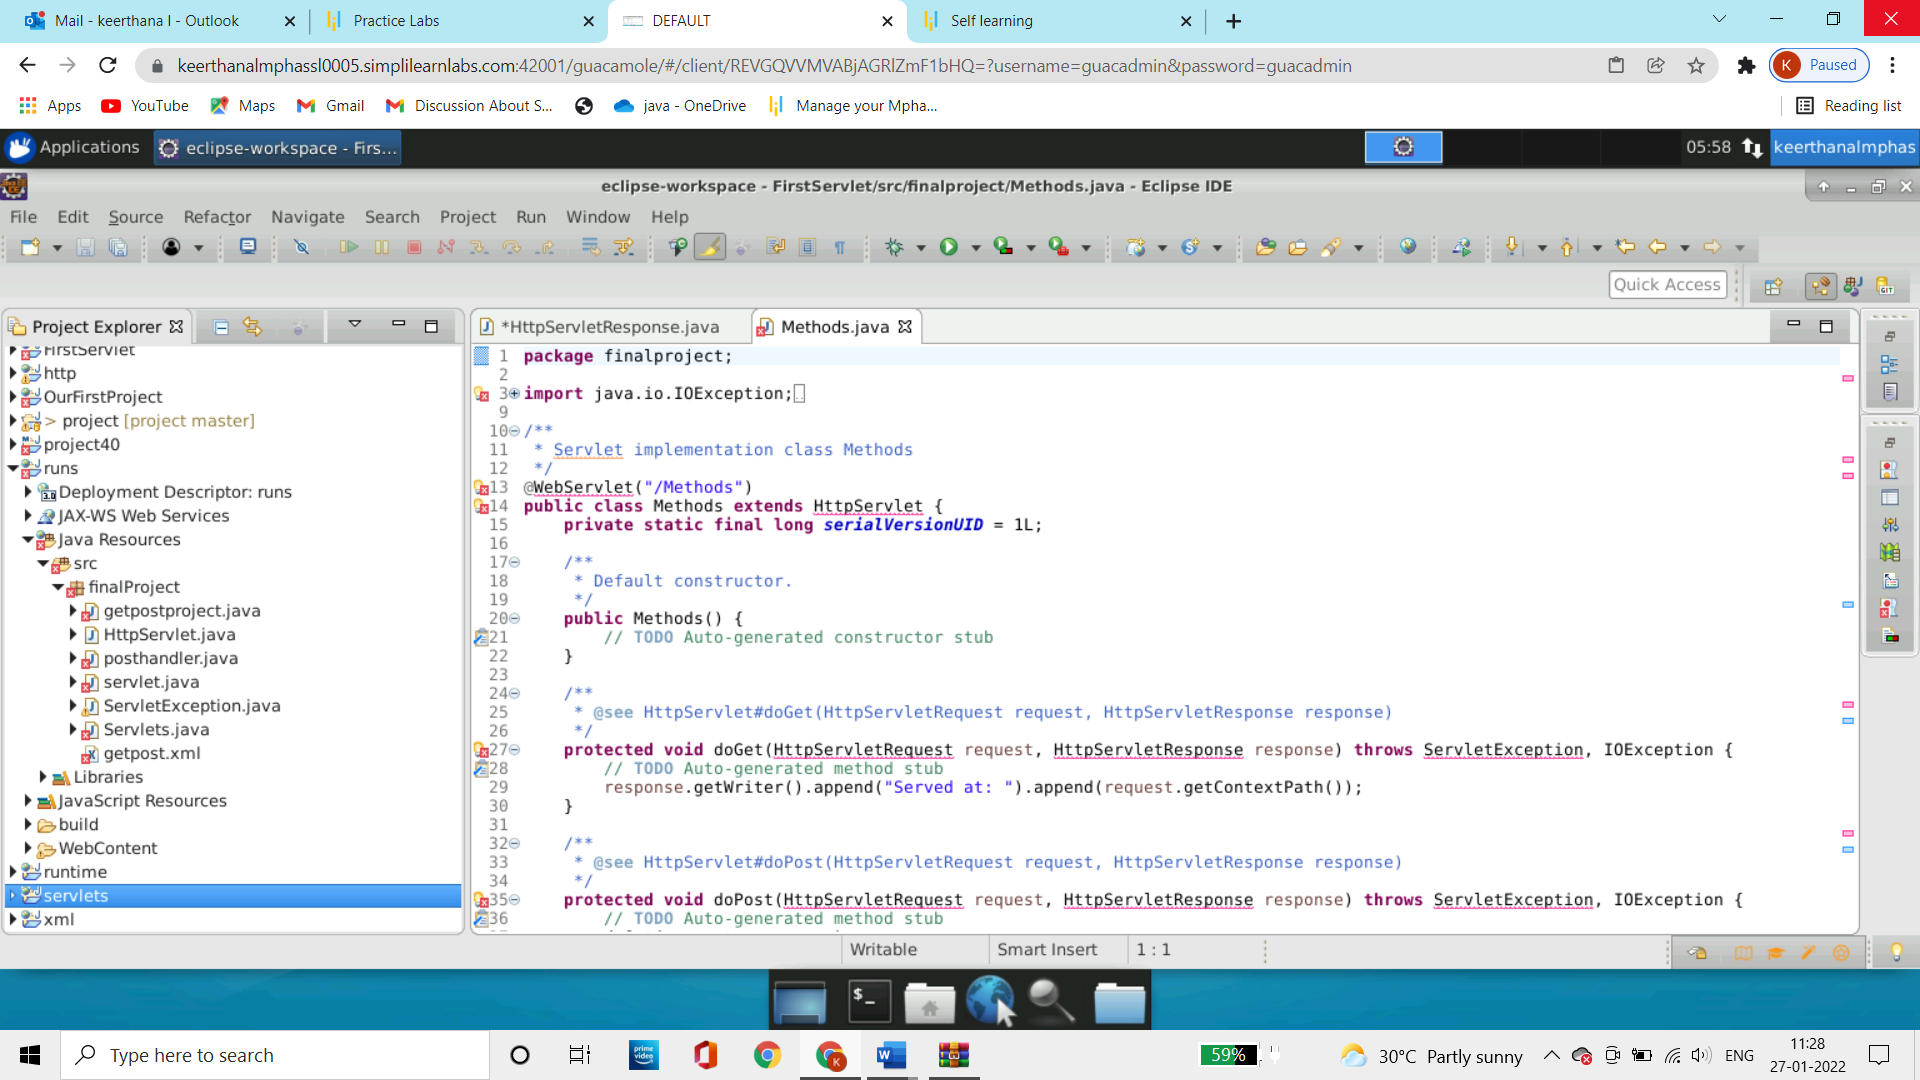 Mail - keerthana l - Outlook
Practice Labs
DEFAULT
Self learning
keerthanalmphassl0005.simplilearnlabs.com:42001/guacamole/#/client/REVGQVVMVABjAGRlZmF1bHQ=?username=guacadmin&password=guacadmin
K Paused
Apps YouTube Maps Gmail Discussion About S... java - OneDrive Manage your Mpha... Reading list
Applications eclipse-workspace - Firs... 05:58 keerthanalmphas
eclipse-workspace - FirstServlet/src/finalproject/Methods.java - Eclipse IDE
File Edit Source Refactor Navigate Search Project Run Window Help
Quick Access
Project Explorer
*HttpServletResponse.java Methods.java
FirstServlet
http
OurFirstProject
> project [project master]
project40
runs
Deployment Descriptor: runs
JAX-WS Web Services
Java Resources
src
finalProject
getpostproject.java
HttpServlet.java
posthandler.java
servlet.java
ServletException.java
Servlets.java
getpost.xml
Libraries
JavaScript Resources
build
WebContent
runtime
servlets
xml
1 package finalproject;
2
3 import java.io.IOException;
9
10 /**
11 * Servlet implementation class Methods
12 */
13 @WebServlet("/Methods")
14 public class Methods extends HttpServlet {
15 private static final long serialVersionUID = 1L;
16
17 /**
18 * Default constructor.
19 */
20 public Methods() {
21 // TODO Auto-generated constructor stub
22 }
23
24 /**
25 * @see HttpServlet#doGet(HttpServletRequest request, HttpServletResponse response)
26 */
27 protected void doGet(HttpServletRequest request, HttpServletResponse response) throws ServletException, IOException {
28 // TODO Auto-generated method stub
29 response.getWriter().append("Served at: ").append(request.getContextPath());
30 }
31
32 /**
33 * @see HttpServlet#doPost(HttpServletRequest request, HttpServletResponse response)
34 */
35 protected void doPost(HttpServletRequest request, HttpServletResponse response) throws ServletException, IOException {
36 // TODO Auto-generated method stub
Writable Smart Insert 1 : 1
Type here to search
59%
30°C Partly sunny
ENG
11:28
27-01-2022